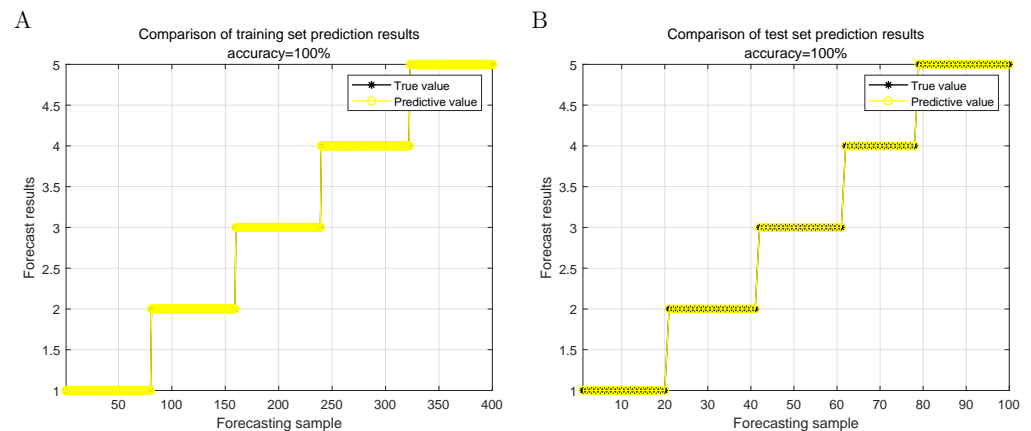 A
Comparison of training set prediction results
accuracy=100%
5
4.5
4
3.5
3
2.5
2
1.5
1
Forecast results
True value
Predictive value
50 100 150 200 250 300 350 400
Forecasting sample
B
Comparison of test set prediction results
accuracy=100%
5
4.5
4
3.5
3
2.5
2
1.5
1
Forecast results
True value
Predictive value
10 20 30 40 50 60 70 80 90 100
Forecasting sample